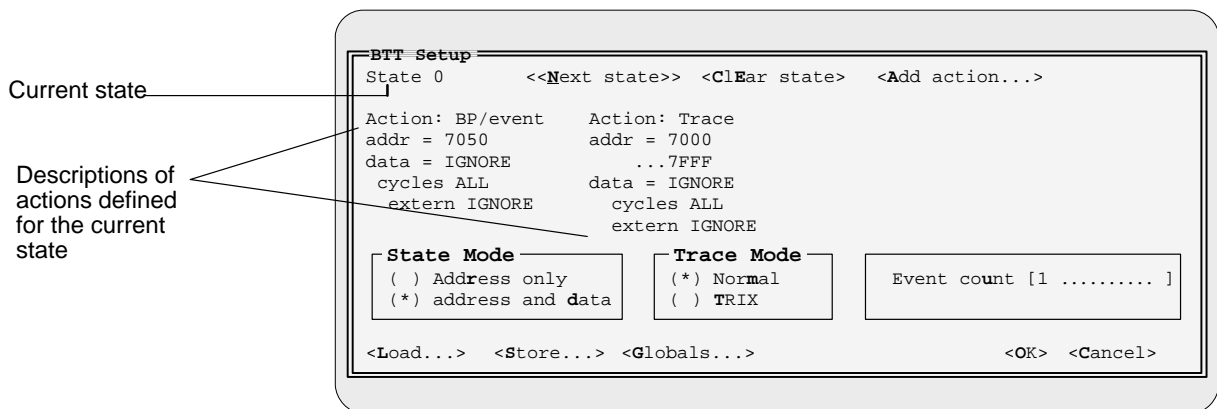 BTT Setup
State 0 <<Next state>> <ClEar state> <Add action...>
Current state
Action: BP/event Action: Trace
addr = 7050 addr = 7000
data = IGNORE ...7FFF
cycles ALL data = IGNORE
extern IGNORE cycles ALL
extern IGNORE
Descriptions of
actions defined
for the current
state
State Mode
( ) Address only
(*) address and data
Trace Mode
(*) Normal
( ) TRIX
Event count [1 .......... ]
<Load...> <Store...> <Globals...> <OK> <Cancel>